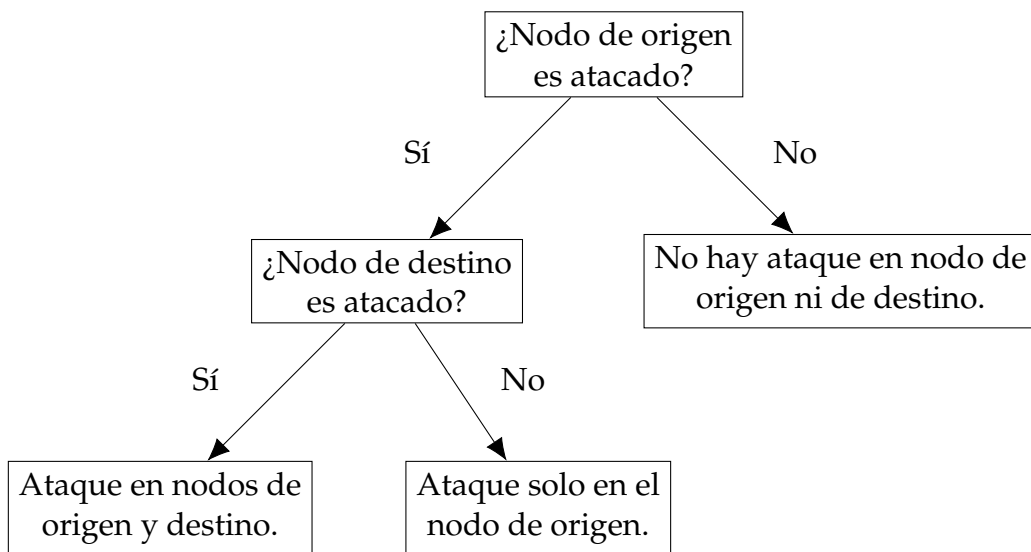 ¿Nodo de origen
es atacado?
Sí
No
¿Nodo de destino
es atacado?
No hay ataque en nodo de
origen ni de destino.
Sí
No
Ataque en nodos de
origen y destino.
Ataque solo en el
nodo de origen.